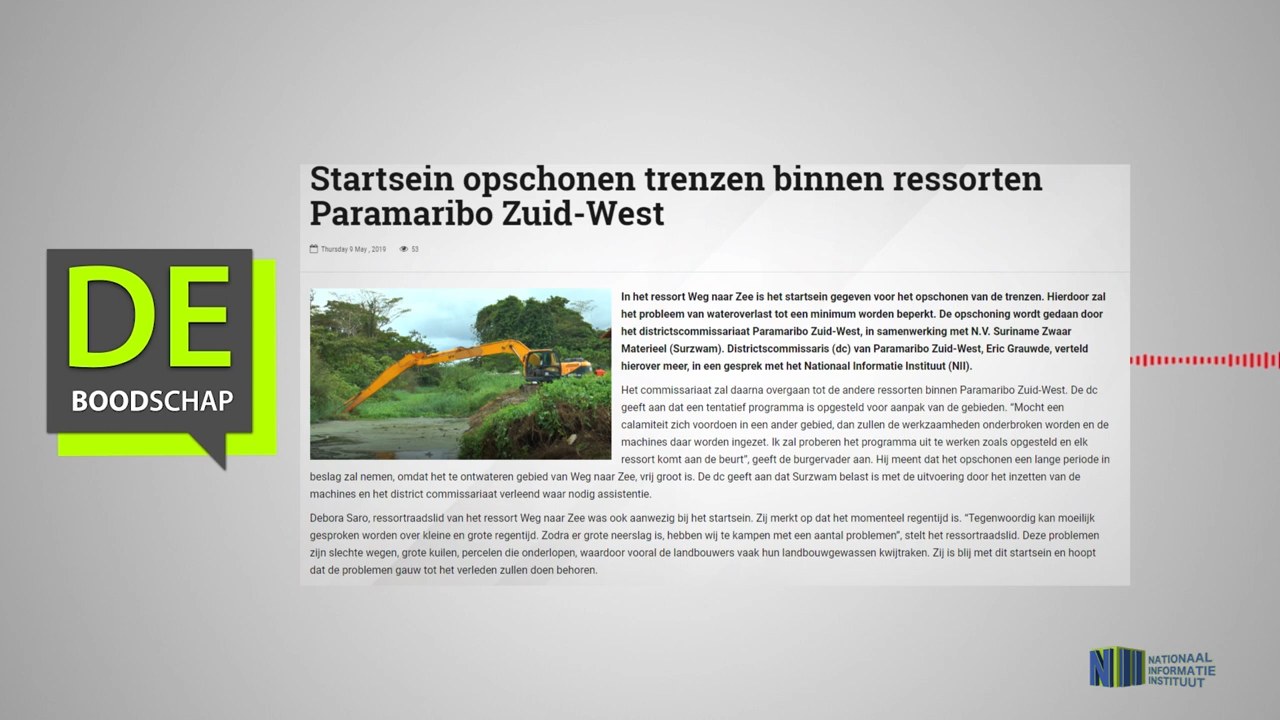 Startsein opschonen trenzen binnen ressorten
Paramaribo Zuid-West
Thursday 9 May , 2019 53
DE
BOODSCHAP
In het ressort Weg naar Zee is het startsein gegeven voor het opschonen van de trenzen. Hierdoor zal
het probleem van wateroverlast tot een minimum worden beperkt. De opschoning wordt gedaan door
het districtscommissariaat Paramaribo Zuid-West, in samenwerking met N.V. Suriname Zwaar
Materieel (Surzwam). Districtscommissaris (dc) van Paramaribo Zuid-West, Eric Grauwde, verteld
hierover meer, in een gesprek met het Nationaal Informatie Instituut (NII).
Het commissariaat zal daarna overgaan tot de andere ressorten binnen Paramaribo Zuid-West. De dc
geeft aan dat een tentatief programma is opgesteld voor aanpak van de gebieden. “Mocht een
calamiteit zich voordoen in een ander gebied, dan zullen de werkzaamheden onderbroken worden en de
machines daar worden ingezet. Ik zal proberen het programma uit te werken zoals opgesteld en elk
ressort komt aan de beurt”, geeft de burgervader aan. Hij meent dat het opschonen een lange periode in
beslag zal nemen, omdat het te ontwateren gebied van Weg naar Zee, vrij groot is. De dc geeft aan dat Surzwam belast is met de uitvoering door het inzetten van de
machines en het district commissariaat verleend waar nodig assistentie.
Debora Saro, ressortraadslid van het ressort Weg naar Zee was ook aanwezig bij het startsein. Zij merkt op dat het momenteel regentijd is. “Tegenwoordig kan moeilijk
gesproken worden over kleine en grote regentijd. Zodra er grote neerslag is, hebben wij te kampen met een aantal problemen”, stelt het ressortraadslid. Deze problemen
zijn slechte wegen, grote kuilen, percelen die onderlopen, waardoor vooral de landbouwers vaak hun landbouwgewassen kwijtraken. Zij is blij met dit startsein en hoopt
dat de problemen gauw tot het verleden zullen doen behoren.
NII
NATIONAAL
INFORMATIE
INSTITUUT